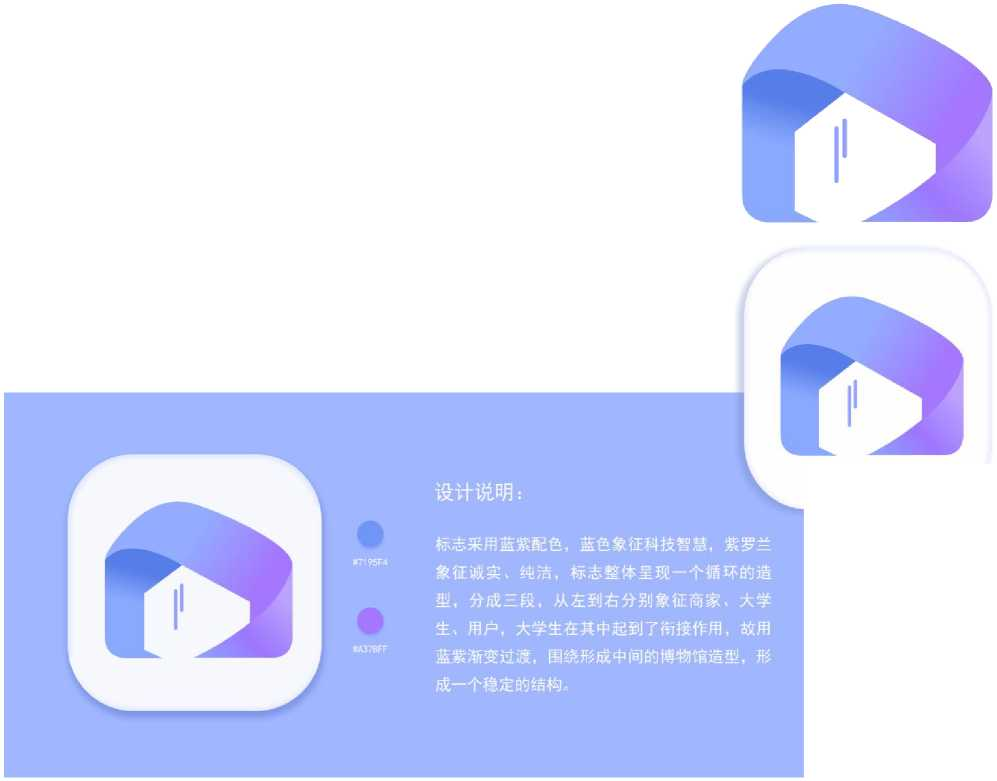 设计说明：
#7195F4
标志采用蓝紫配色，蓝色象征科技智慧，紫罗兰
象征诚实、纯洁，标志整体呈现一个循环的造
型，分成三段，从左到右分别象征商家、大学
生、用户，大学生在其中起到了衔接作用，故用
蓝紫渐变过渡，围绕形成中间的博物馆造型，形
成一个稳定的结构。
#A378FF